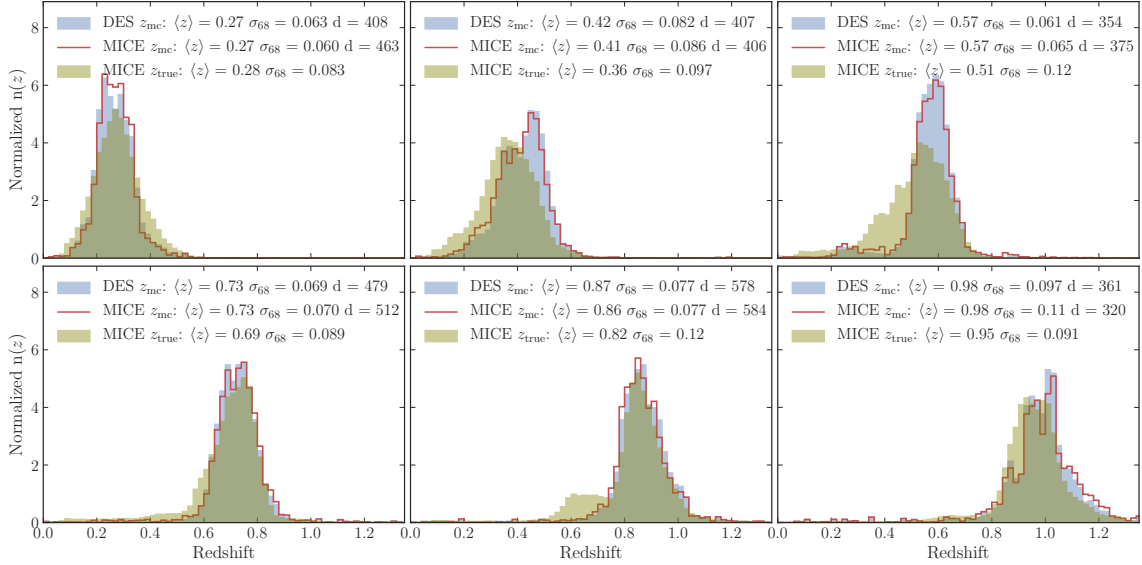 Normalized n(z)
8
6
4
2
0
DES z_mc: ⟨z⟩ = 0.27 σ_68 = 0.063 d = 408
MICE z_mc: ⟨z⟩ = 0.27 σ_68 = 0.060 d = 463
MICE z_true: ⟨z⟩ = 0.28 σ_68 = 0.083
DES z_mc: ⟨z⟩ = 0.42 σ_68 = 0.082 d = 407
MICE z_mc: ⟨z⟩ = 0.41 σ_68 = 0.086 d = 406
MICE z_true: ⟨z⟩ = 0.36 σ_68 = 0.097
DES z_mc: ⟨z⟩ = 0.57 σ_68 = 0.061 d = 354
MICE z_mc: ⟨z⟩ = 0.57 σ_68 = 0.065 d = 375
MICE z_true: ⟨z⟩ = 0.51 σ_68 = 0.12
Normalized n(z)
8
6
4
2
0
DES z_mc: ⟨z⟩ = 0.73 σ_68 = 0.069 d = 479
MICE z_mc: ⟨z⟩ = 0.73 σ_68 = 0.070 d = 512
MICE z_true: ⟨z⟩ = 0.69 σ_68 = 0.089
DES z_mc: ⟨z⟩ = 0.87 σ_68 = 0.077 d = 578
MICE z_mc: ⟨z⟩ = 0.86 σ_68 = 0.077 d = 584
MICE z_true: ⟨z⟩ = 0.82 σ_68 = 0.12
DES z_mc: ⟨z⟩ = 0.98 σ_68 = 0.097 d = 361
MICE z_mc: ⟨z⟩ = 0.98 σ_68 = 0.11 d = 320
MICE z_true: ⟨z⟩ = 0.95 σ_68 = 0.091
0.0 0.2 0.4 0.6 0.8 1.0 1.2
0.0 0.2 0.4 0.6 0.8 1.0 1.2
0.0 0.2 0.4 0.6 0.8 1.0 1.2
Redshift
Redshift
Redshift